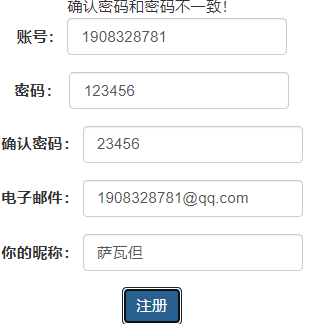 确认密码和密码不一致!
账号: 1908328781
密码: 123456
确认密码: 23456
电子邮件: 1908328781@qq.com
你的昵称: 萨瓦但
注册